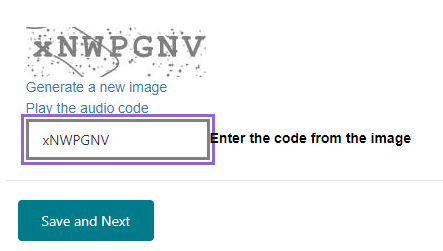 xNWPGNV
Generate a new image
Play the audio code
xNWPGNV Enter the code from the image
Save and Next